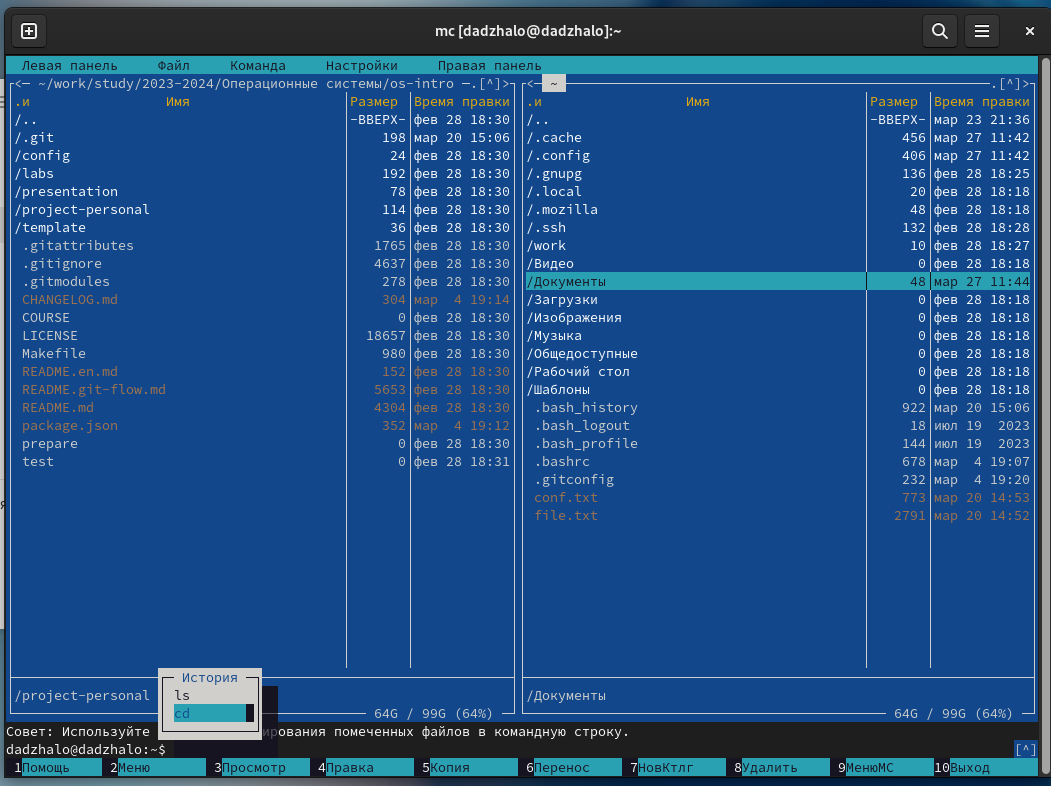 mc [dadzhalo@dadzhalo]:~
Левая панель Файл Команда Настройки Правая панель
<— ~/work/study/2023-2024/Операционные системы/os-intro —.[^]>
.и Имя Размер Время правки
/.. -ВВЕРХ- фев 28 18:30
/.git 198 мар 20 15:06
/config 24 фев 28 18:30
/labs 192 фев 28 18:30
/presentation 78 фев 28 18:30
/project-personal 114 фев 28 18:30
/template 36 фев 28 18:30
.gitattributes 1765 фев 28 18:30
.gitignore 4637 фев 28 18:30
.gitmodules 278 фев 28 18:30
CHANGELOG.md 304 мар 4 19:14
COURSE 0 фев 28 18:30
LICENSE 18657 фев 28 18:30
Makefile 980 фев 28 18:30
README.en.md 152 фев 28 18:30
README.git-flow.md 5653 фев 28 18:30
README.md 4304 фев 28 18:30
package.json 352 мар 4 19:12
prepare 0 фев 28 18:30
test 0 фев 28 18:31
/project-personal
64G / 99G (64%)
<— ~ .[^]>
.и Имя Размер Время правки
/.. -ВВЕРХ- мар 23 21:36
/.cache 456 мар 27 11:42
/.config 406 мар 27 11:42
/.gnupg 136 фев 28 18:25
/.local 20 фев 28 18:18
/.mozilla 48 фев 28 18:18
/.ssh 132 фев 28 18:28
/work 10 фев 28 18:27
/Видео 0 фев 28 18:18
/Документы 48 мар 27 11:44
/Загрузки 0 фев 28 18:18
/Изображения 0 фев 28 18:18
/Музыка 0 фев 28 18:18
/Общедоступные 0 фев 28 18:18
/Рабочий стол 0 фев 28 18:18
/Шаблоны 0 фев 28 18:18
.bash_history 922 мар 20 15:06
.bash_logout 18 июл 19 2023
.bash_profile 144 июл 19 2023
.bashrc 678 мар 4 19:07
.gitconfig 232 мар 4 19:20
conf.txt 773 мар 20 14:53
file.txt 2791 мар 20 14:52
/Документы
64G / 99G (64%)
История
ls
cd
Совет: Используйте ирования помеченных файлов в командную строку.
dadzhalo@dadzhalo:~$ [^]
1Помощь 2Меню 3Просмотр 4Правка 5Копия 6Перенос 7НовКтлг 8Удалить 9МенюМС 10Выход